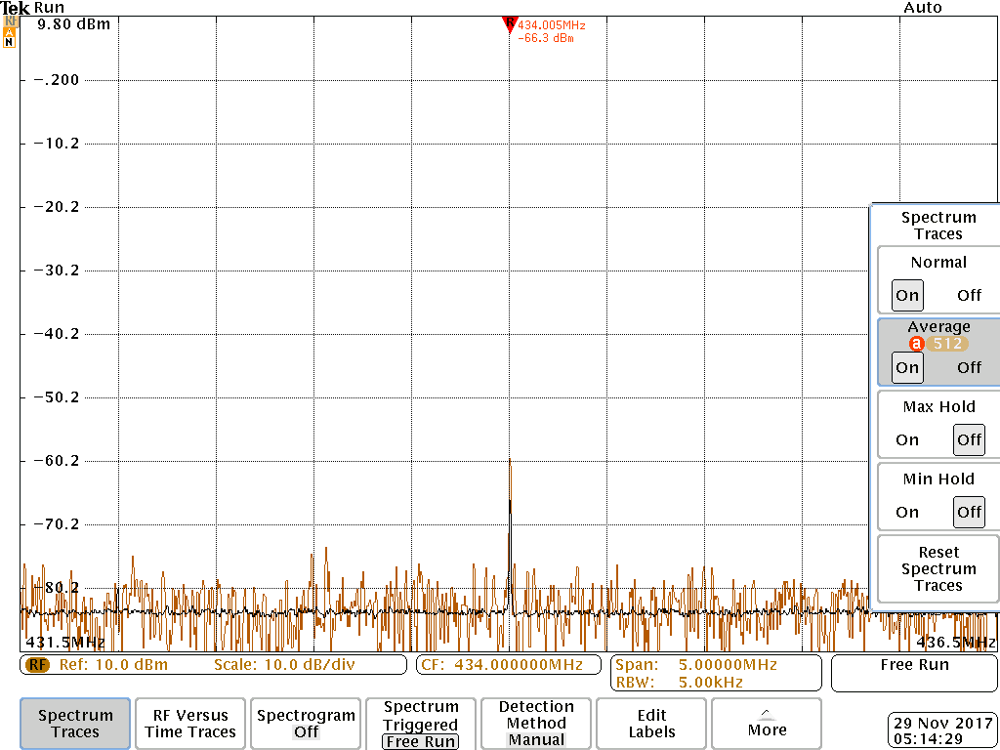 Tek Run Auto
RF
A
N
9.80 dBm
R
434.005MHz
-66.3 dBm
-.200
-10.2
-20.2
-30.2
-40.2
-50.2
-60.2
-70.2
-80.2
431.5MHz
436.5MHz
Spectrum
Traces
Normal
On Off
Average
a 512
On Off
Max Hold
On Off
Min Hold
On Off
Reset
Spectrum
Traces
RF Ref: 10.0 dBm Scale: 10.0 dB/div
CF: 434.000000MHz
Span: 5.00000MHz
RBW: 5.00kHz
Free Run
Spectrum
Traces
RF Versus
Time Traces
Spectrogram
Off
Spectrum
Triggered
Free Run
Detection
Method
Manual
Edit
Labels
More
29 Nov 2017
05:14:29